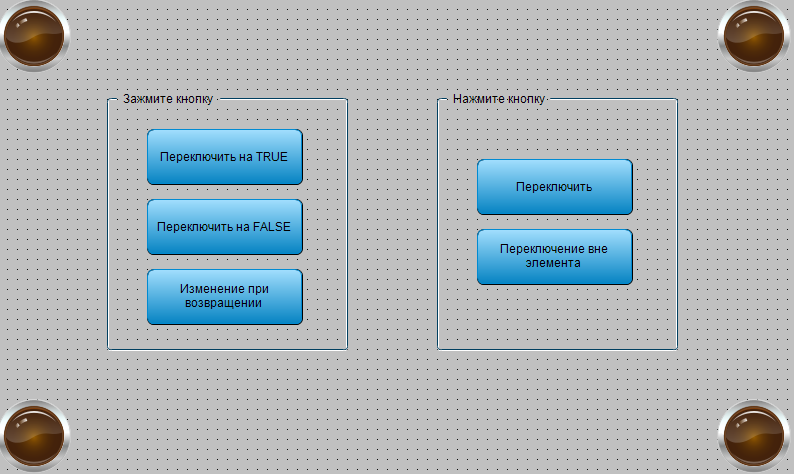 Зажмите кнопку
Переключить на TRUE
Переключить на FALSE
Изменение при
возвращении
Нажмите кнопку
Переключить
Переключение вне
элемента